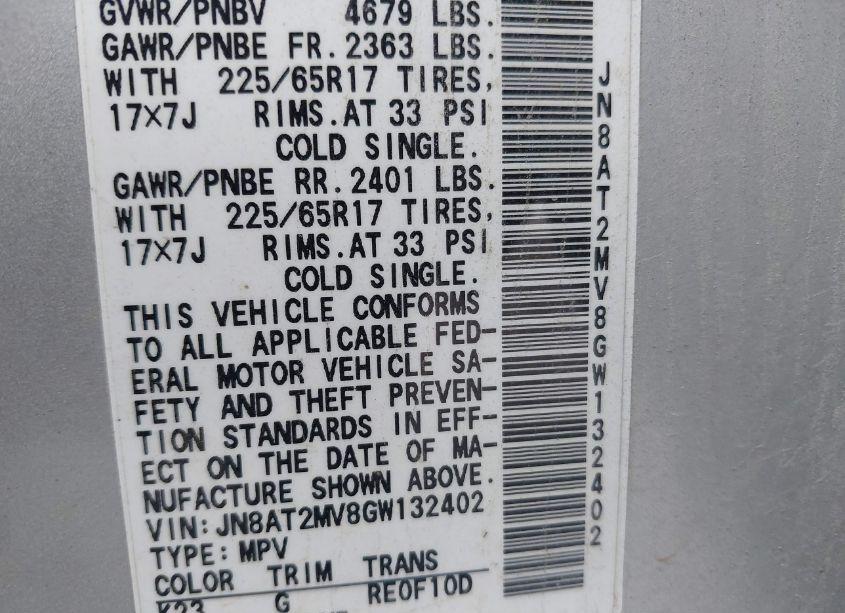 GVWR/PNBV 4679 LBS.
GAWR/PNBE FR. 2363 LBS.
WITH 225/65R17 TIRES,
17×7J RIMS.AT 33 PSI
COLD SINGLE.
GAWR/PNBE RR. 2401 LBS.
WITH 225/65R17 TIRES,
17×7J RIMS.AT 33 PSI
COLD SINGLE.
THIS VEHICLE CONFORMS
TO ALL APPLICABLE FED-
ERAL MOTOR VEHICLE SA-
FETY AND THEFT PREVEN-
TION STANDARDS IN EFF-
ECT ON THE DATE OF MA-
NUFACTURE SHOWN ABOVE.
VIN:JN8AT2MV8GW132402
TYPE:MPV
COLOR TRIM TRANS
K23 G RE0F10D
JN8AT2MV8GW132402